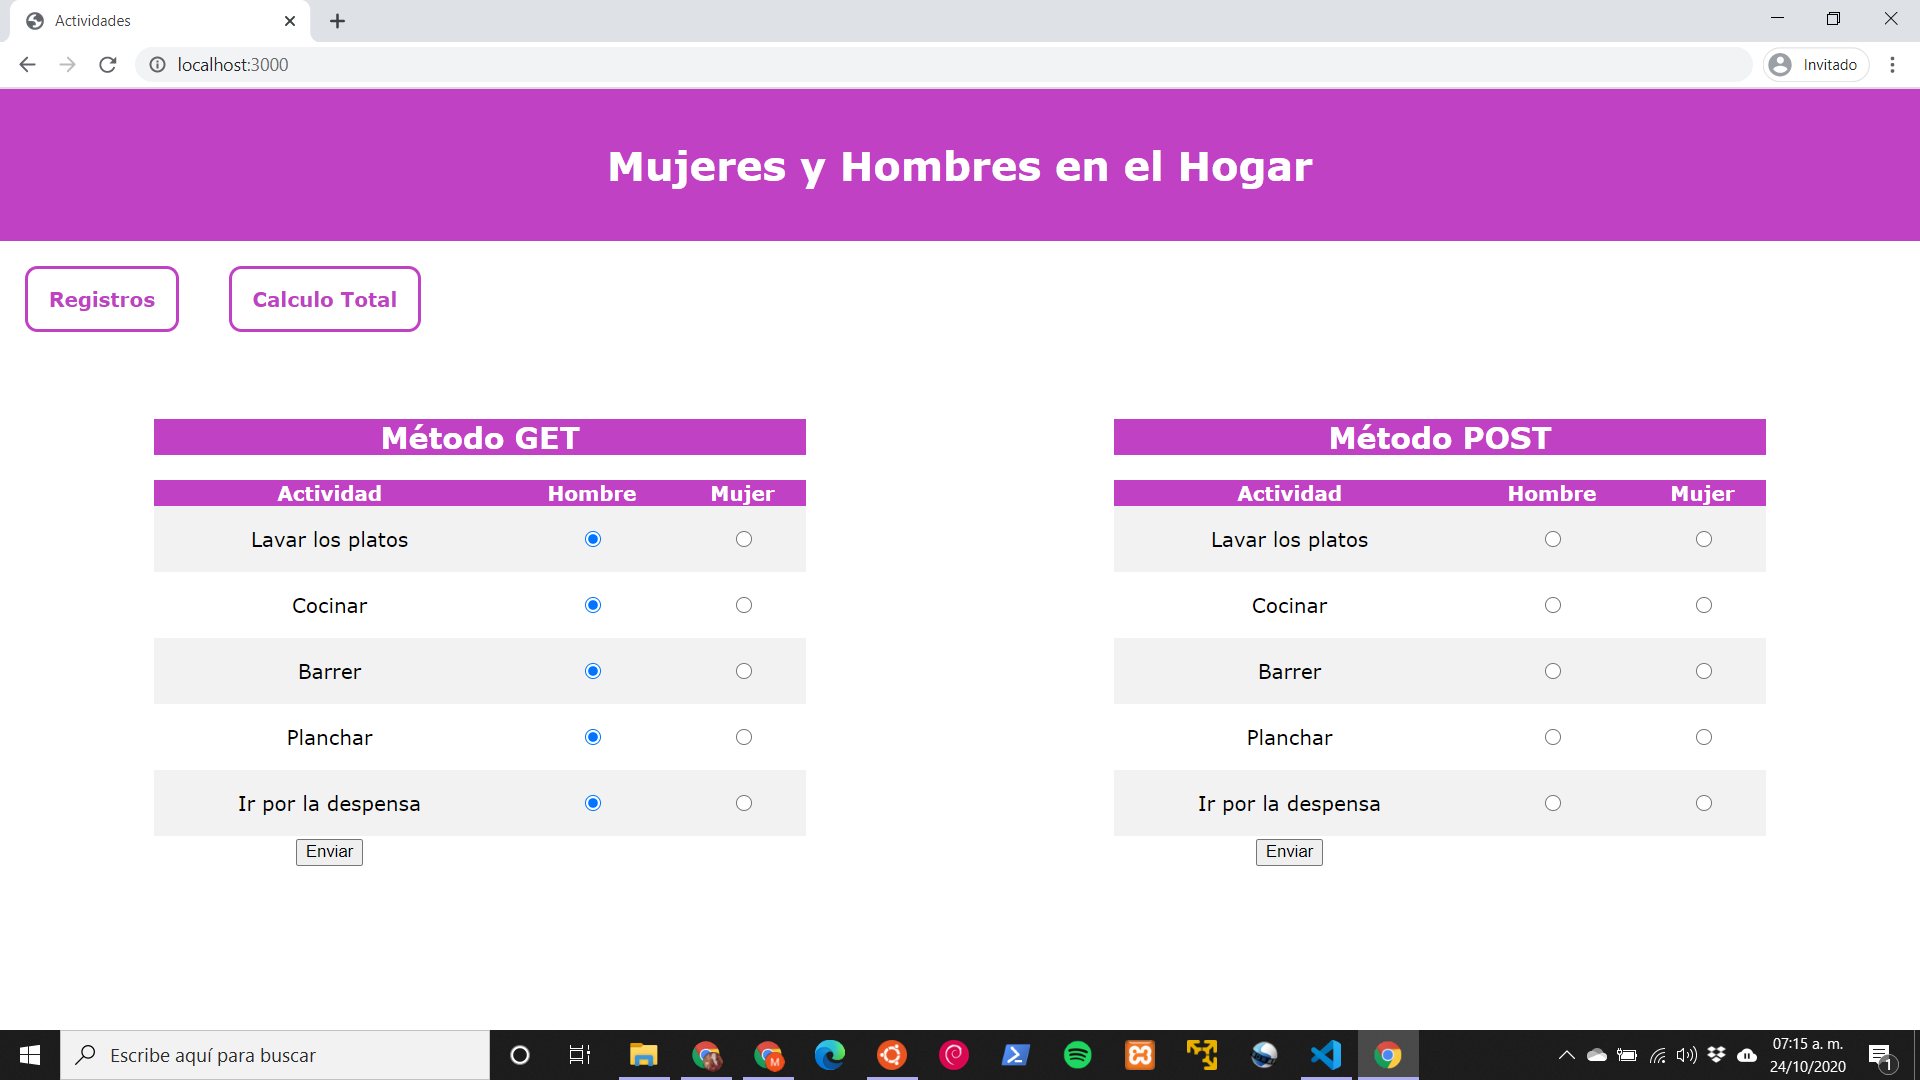 Actividades
localhost:3000
Invitado
Mujeres y Hombres en el Hogar
Registros
Calculo Total
Método GET
Actividad Hombre Mujer
Lavar los platos
Cocinar
Barrer
Planchar
Ir por la despensa
Enviar
Método POST
Actividad Hombre Mujer
Lavar los platos
Cocinar
Barrer
Planchar
Ir por la despensa
Enviar
Escribe aquí para buscar
M
07:15 a. m.
24/10/2020
1